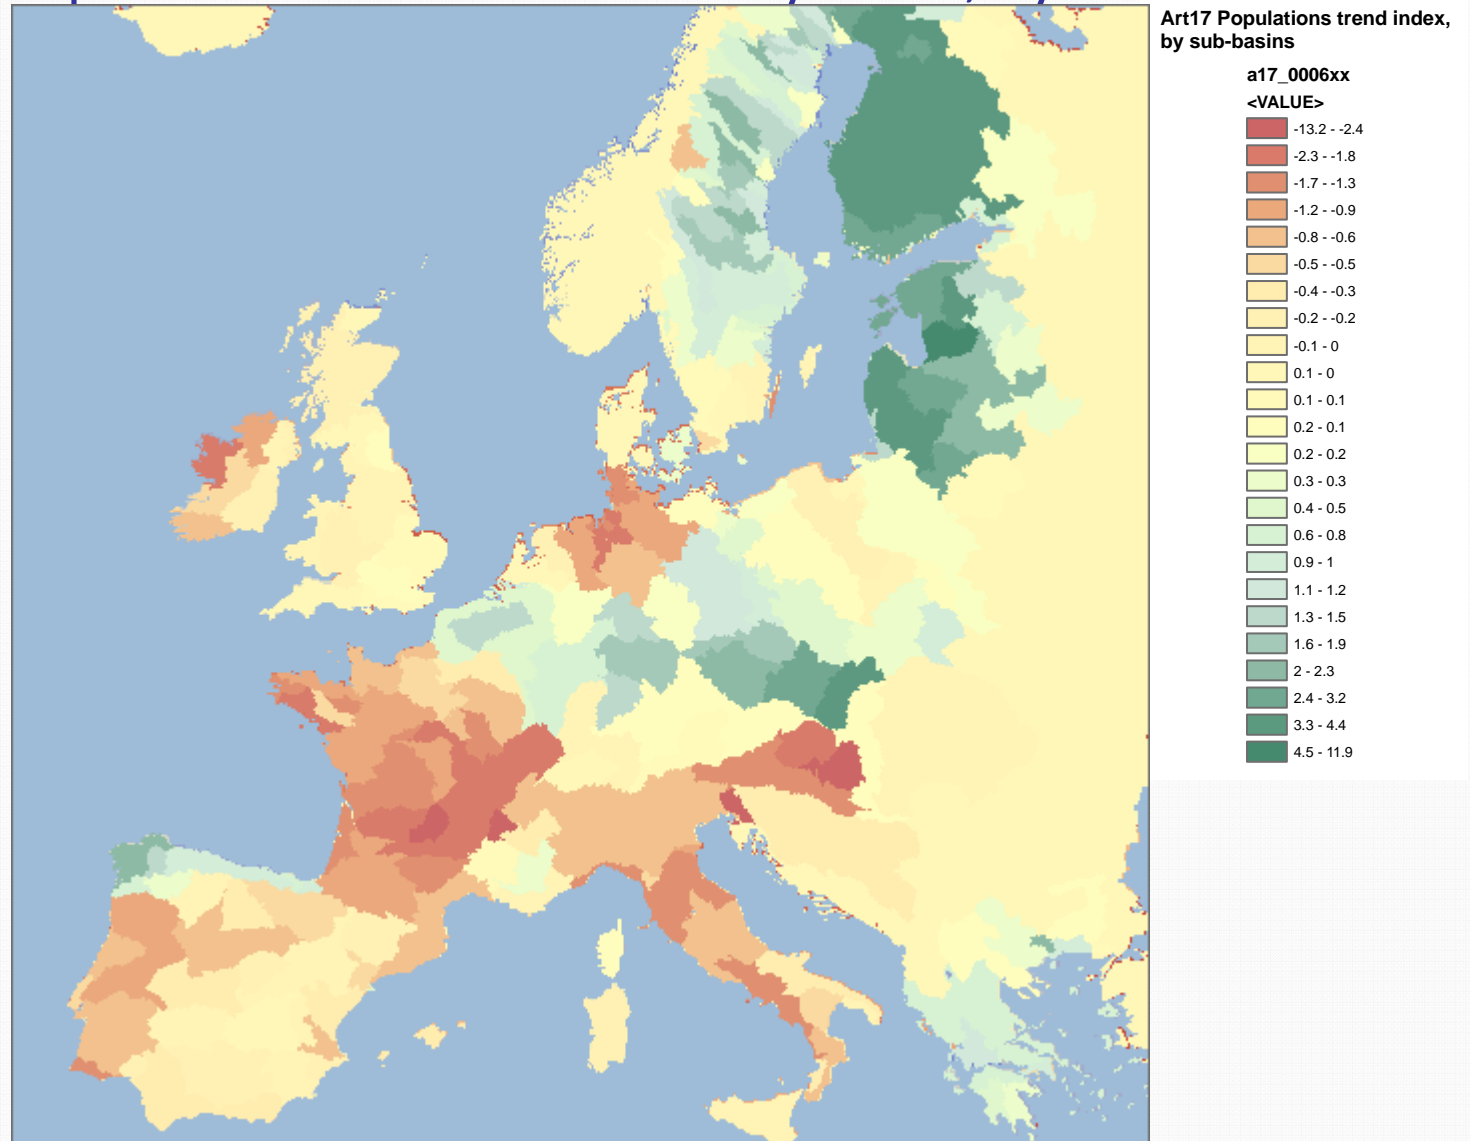 Art17 Populations trend index,
by sub-basins
a17_0006xx
<VALUE>
-13.2 - -2.4
-2.3 - -1.8
-1.7 - -1.3
-1.2 - -0.9
-0.8 - -0.6
-0.5 - -0.5
-0.4 - -0.3
-0.2 - -0.2
-0.1 - 0
0.1 - 0
0.1 - 0.1
0.2 - 0.1
0.2 - 0.2
0.3 - 0.3
0.4 - 0.5
0.6 - 0.8
0.9 - 1
1.1 - 1.2
1.3 - 1.5
1.6 - 1.9
2 - 2.3
2.4 - 3.2
3.3 - 4.4
4.5 - 11.9